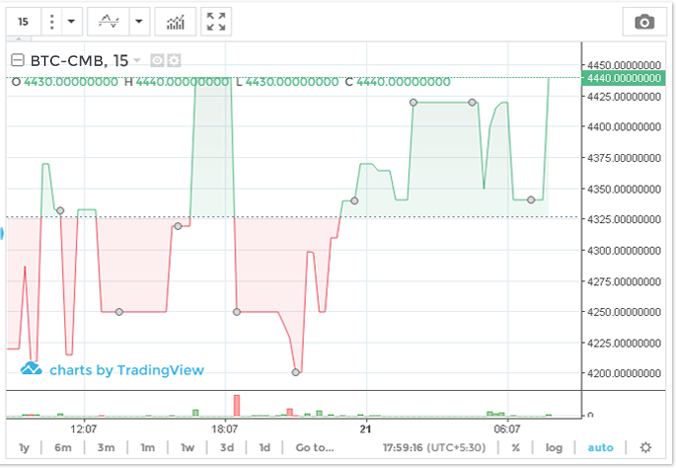 15
BTC-CMB, 15
O 4430.00000000 H 4440.00000000 L 4430.00000000 C 4440.00000000
4450.00000000
4440.00000000
4425.00000000
4400.00000000
4375.00000000
4350.00000000
4325.00000000
4300.00000000
4275.00000000
4250.00000000
4225.00000000
4200.00000000
0
charts by TradingView
12:07 18:07 21 06:07
1y 6m 3m 1m 1w 3d 1d Go to... 17:59:16 (UTC+5:30) % log auto